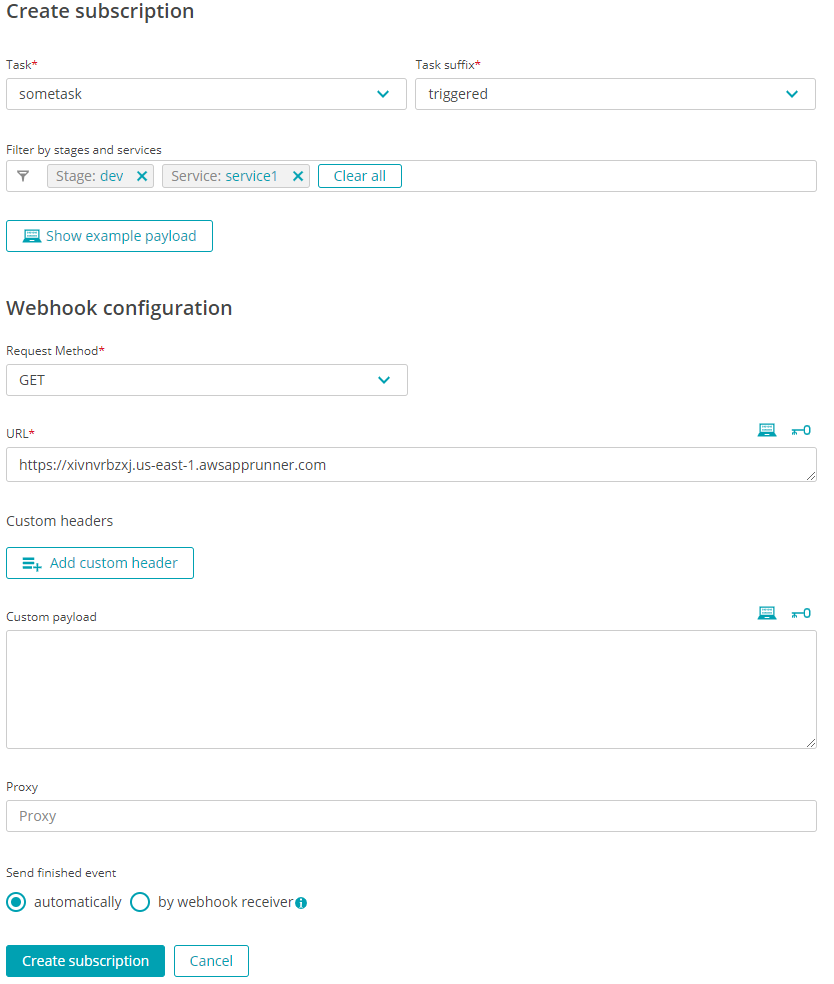 Create subscription
Task* Task suffix*
sometask triggered
Filter by stages and services
Stage: dev Service: service1 Clear all
Show example payload
Webhook configuration
Request Method*
GET
URL*
https://xivnvrbzxj.us-east-1.awsapprunner.com
Custom headers
Add custom header
Custom payload
Proxy
Proxy
Send finished event
automatically by webhook receiver
Create subscription Cancel